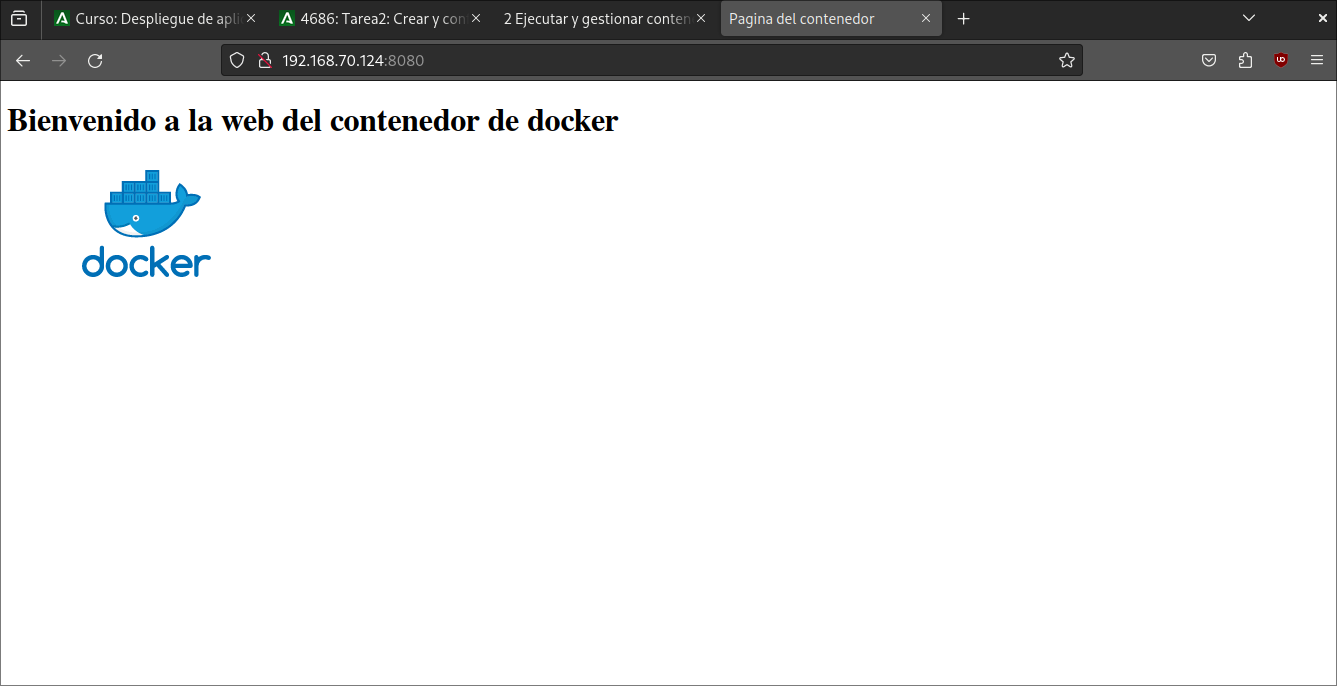 Curso: Despliegue de apli
4686: Tarea2: Crear y con
2 Ejecutar y gestionar conten
Pagina del contenedor
192.168.70.124:8080
Bienvenido a la web del contenedor de docker
docker